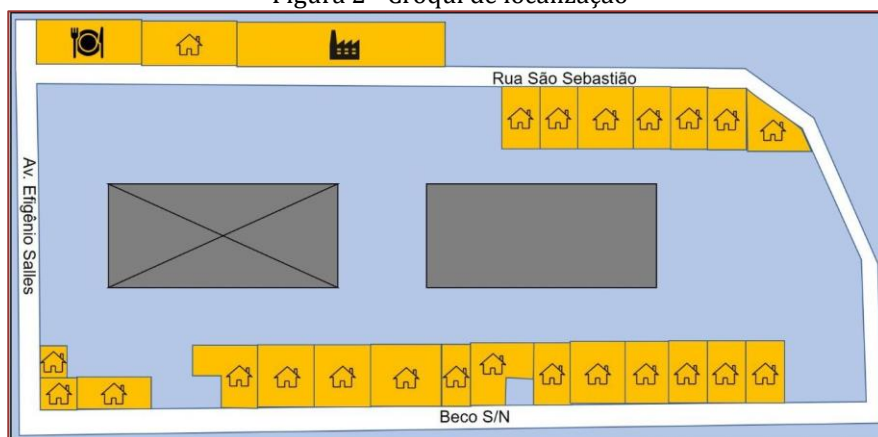 Figura 2 - Croqui de localização
Rua São Sebastião
Av. Efigênio Salles
Beco S/N